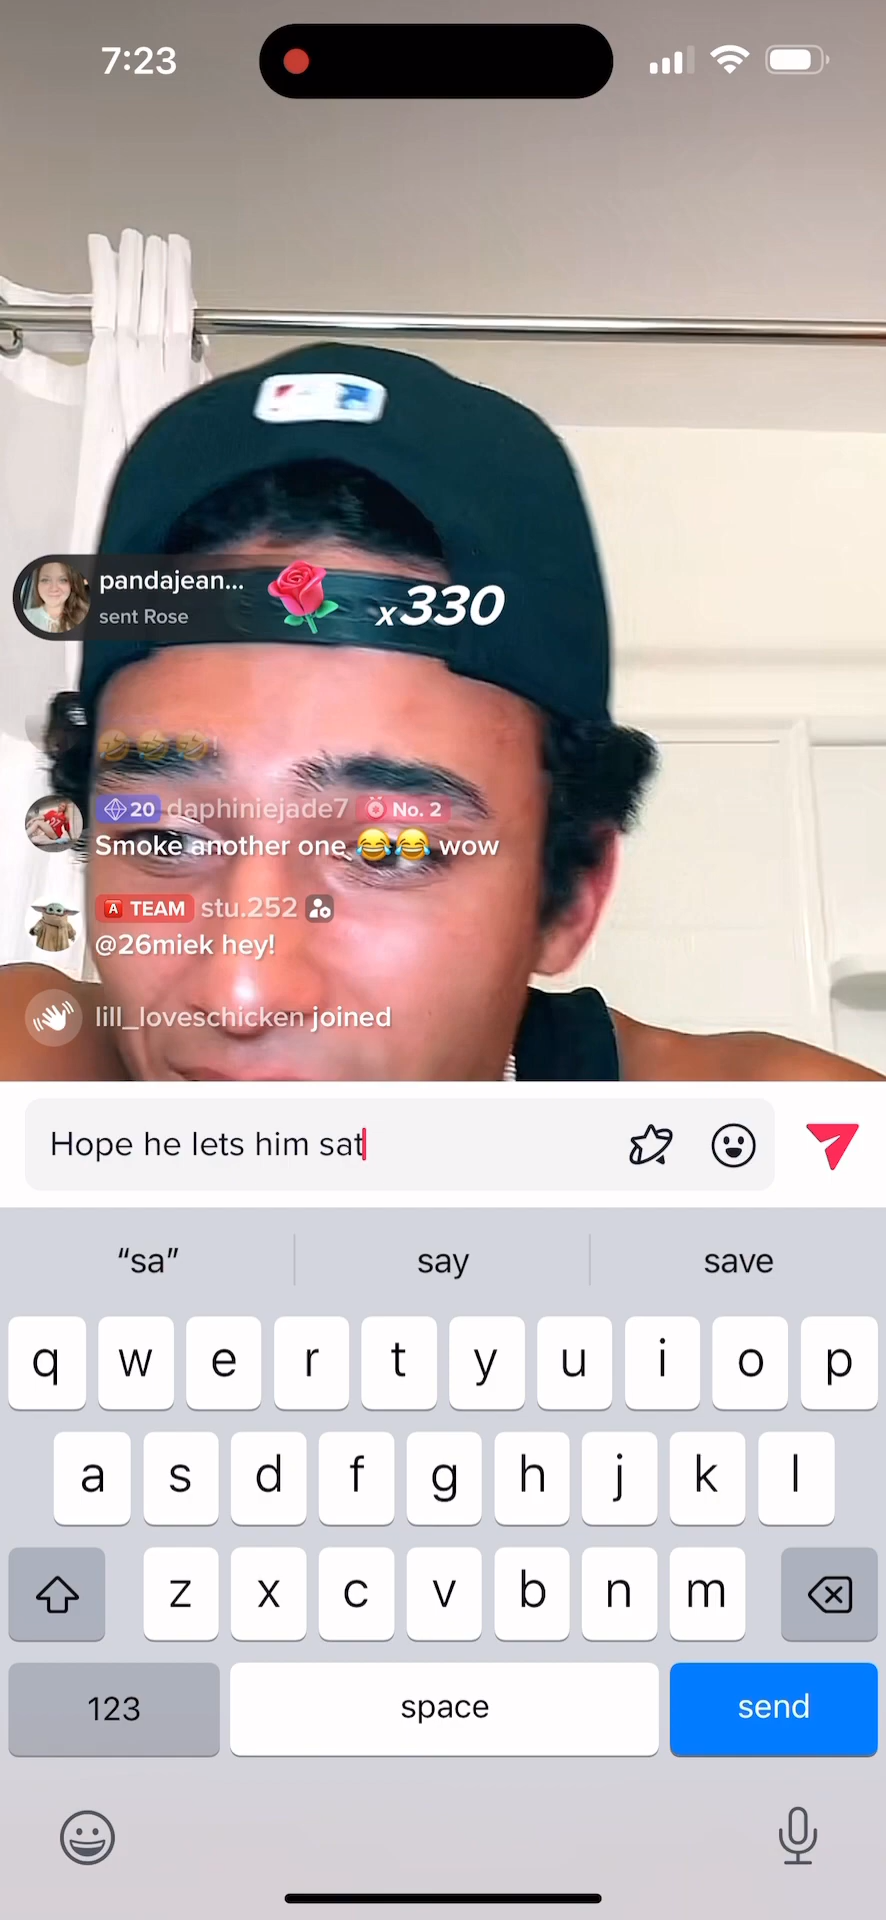 7:23
pandajean...
sent Rose
x330
🤣🤣🤣!
20 daphiniejade7 No. 2
Smoke another one 😂😂 wow
A TEAM stu.252
@26miek hey!
lill_loveschicken joined
Hope he lets him sat
“sa” say save
q w e r t y u i o p
a s d f g h j k l
z x c v b n m
123 space send